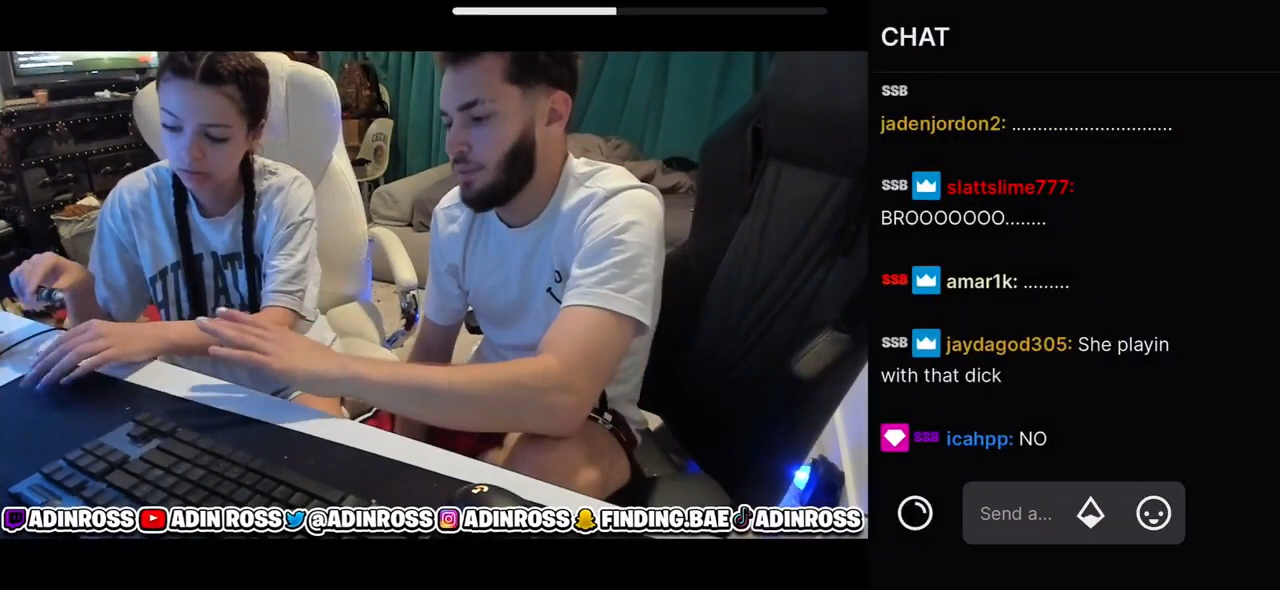 CHAT
SSB
jadenjordon2: ...............................
SSB slattslime777:
BROOOOOOO........
SSB amar1k: .........
SSB jaydagod305: She playin
with that dick
SSB icahpp: NO
Send a...
ADINROSS ADIN ROSS @ADINROSS ADINROSS FINDING.BAE ADINROSS